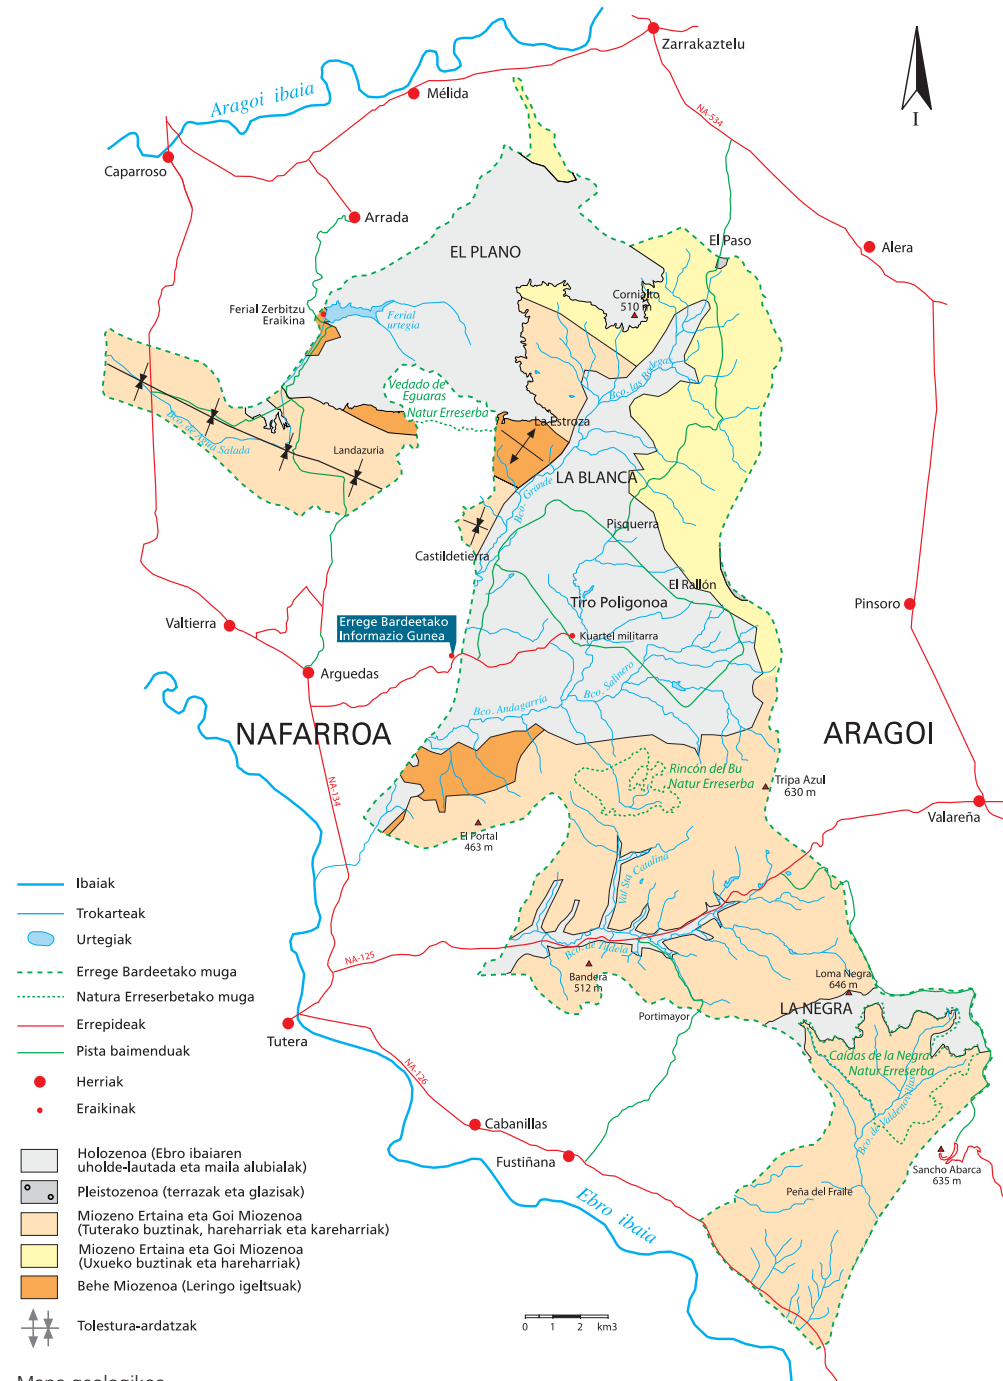 Zarrakaztelu
Aragoi ibaia
Mélida
I
NA-534
Caparroso
Arrada
El Paso
Alera
EL PLANO
Cornialto
510 m
Ferial Zerbitzu
Eraikina
Ferial
urtegia
Bco. las Bodegas
Vedado de
Eguaras
Natur Erreserba
La Estroza
Bco de Agua Salada
Landazuria
LA BLANCA
Bco. Grande
Pisquerra
Castildetierra
El Rallón
Tiro Poligonoa
Pinsoro
Valtierra
Errege Bardeetako
Informazio Gunea
Kuartel militarra
Arguedas
Bco. Salinero
Bco. Andagarría
NAFARROA
ARAGOI
Rincón del Bu
Natur Erreserba
Tripa Azul
630 m
NA-134
Valareña
El Portal
463 m
Val Sta Catalina
Ibaiak
Trokarteak
Urtegiak
Errege Bardeetako muga
Natura Erreserbetako muga
Errepideak
Pista baimenduak
Herriak
Eraikinak
NA-125
Bco. de Tudela
Bandera
512 m
Loma Negra
646 m
Portimayor
LA NEGRA
Tutera
Caídas de la Negra
Natur Erreserba
NA-126
Bco. de Valdenovillas
Cabanillas
Fustiñana
Sancho Abarca
635 m
Peña del Fraile
Ebro ibaia
Holozenoa (Ebro ibaiaren
uholde-lautada eta maila alubialak)
Pleistozenoa (terrazak eta glazisak)
Miozeno Ertaina eta Goi Miozenoa
(Tuterako buztinak, hareharriak eta kareharriak)
Miozeno Ertaina eta Goi Miozenoa
(Uxueko buztinak eta hareharriak)
Behe Miozenoa (Leringo igeltsuak)
Tolestura-ardatzak
0 1 2 km3